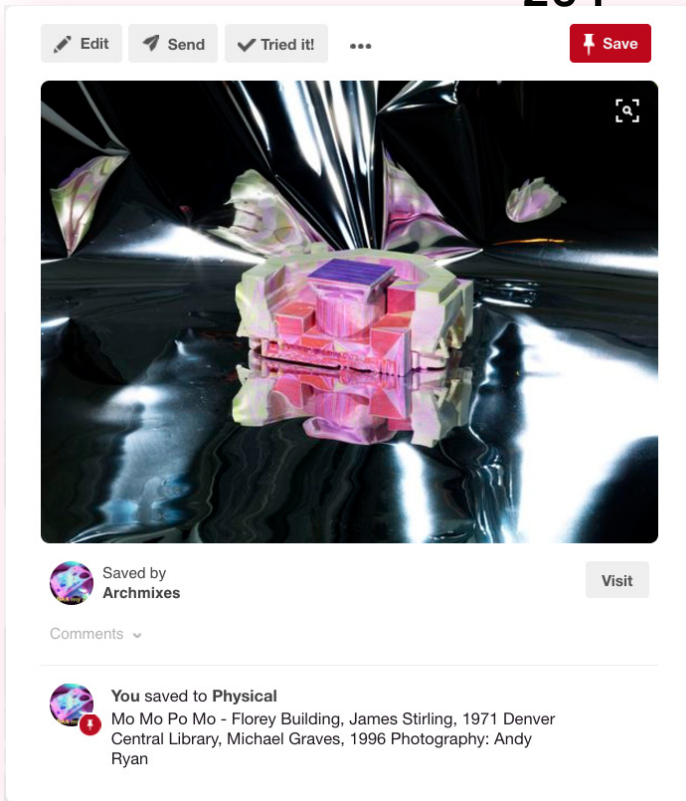 Edit
Send
Tried it!
Save
Saved by
Archmixes
Visit
Comments
You saved to Physical
Mo Mo Po Mo - Florey Building, James Stirling, 1971 Denver
Central Library, Michael Graves, 1996 Photography: Andy
Ryan